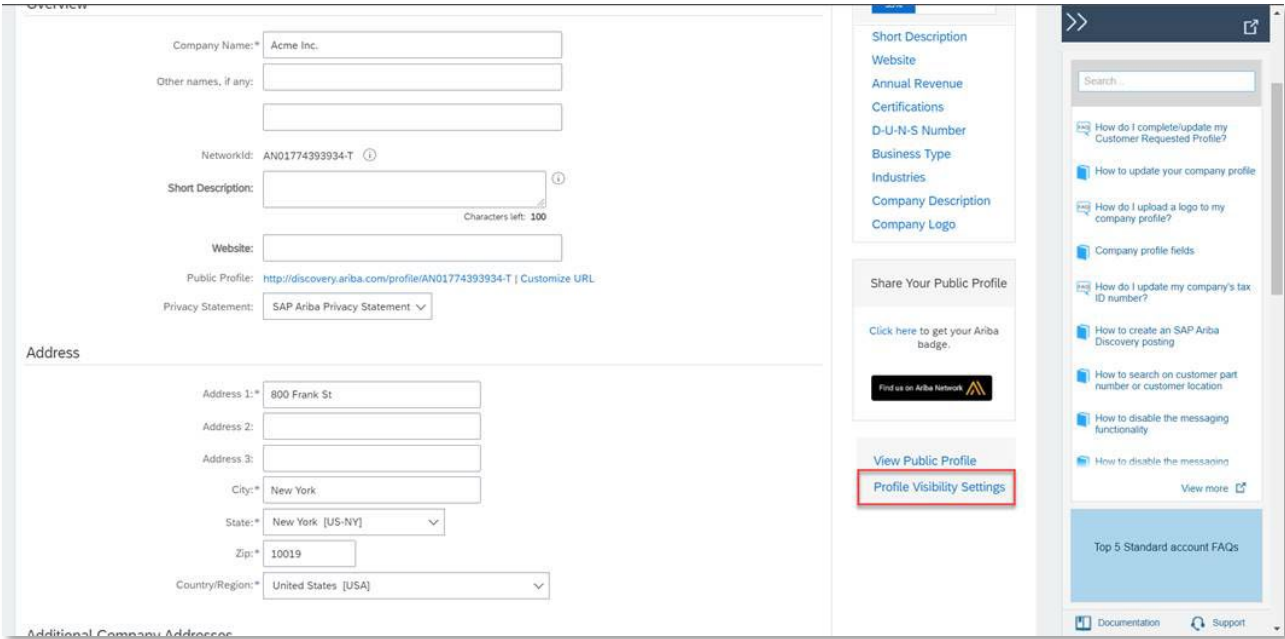 Overview
Company Name:* Acme Inc.
Other names, if any:
NetworkId: AN01774393934-T
Short Description:
Characters left: 100
Website:
Public Profile: http://discovery.ariba.com/profile/AN01774393934-T | Customize URL
Privacy Statement: SAP Ariba Privacy Statement
Address
Address 1:* 800 Frank St
Address 2:
Address 3:
City:* New York
State:* New York [US-NY]
Zip:* 10019
Country/Region:* United States [USA]
Additional Company Addresses
Short Description
Website
Annual Revenue
Certifications
D-U-N-S Number
Business Type
Industries
Company Description
Company Logo
Share Your Public Profile
Click here to get your Ariba
badge.
Find us on Ariba Network
View Public Profile
Profile Visibility Settings
Search...
FAQ How do I complete/update my
Customer Requested Profile?
How to update your company profile
FAQ How do I upload a logo to my
company profile?
Company profile fields
FAQ How do I update my company's tax
ID number?
How to create an SAP Ariba
Discovery posting
How to search on customer part
number or customer location
How to disable the messaging
functionality
How to disable the messaging
View more
Top 5 Standard account FAQs
Documentation
Support